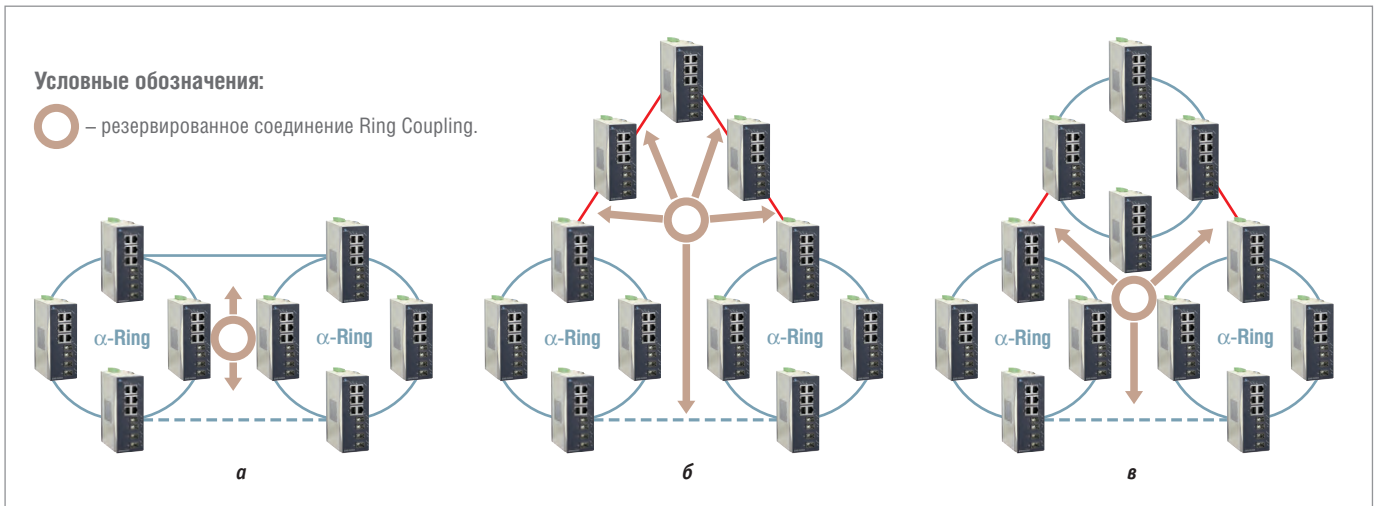 Условные обозначения:
– резервированное соединение Ring Coupling.
α-Ring
α-Ring
α-Ring
α-Ring
α-Ring
α-Ring
а
б
в